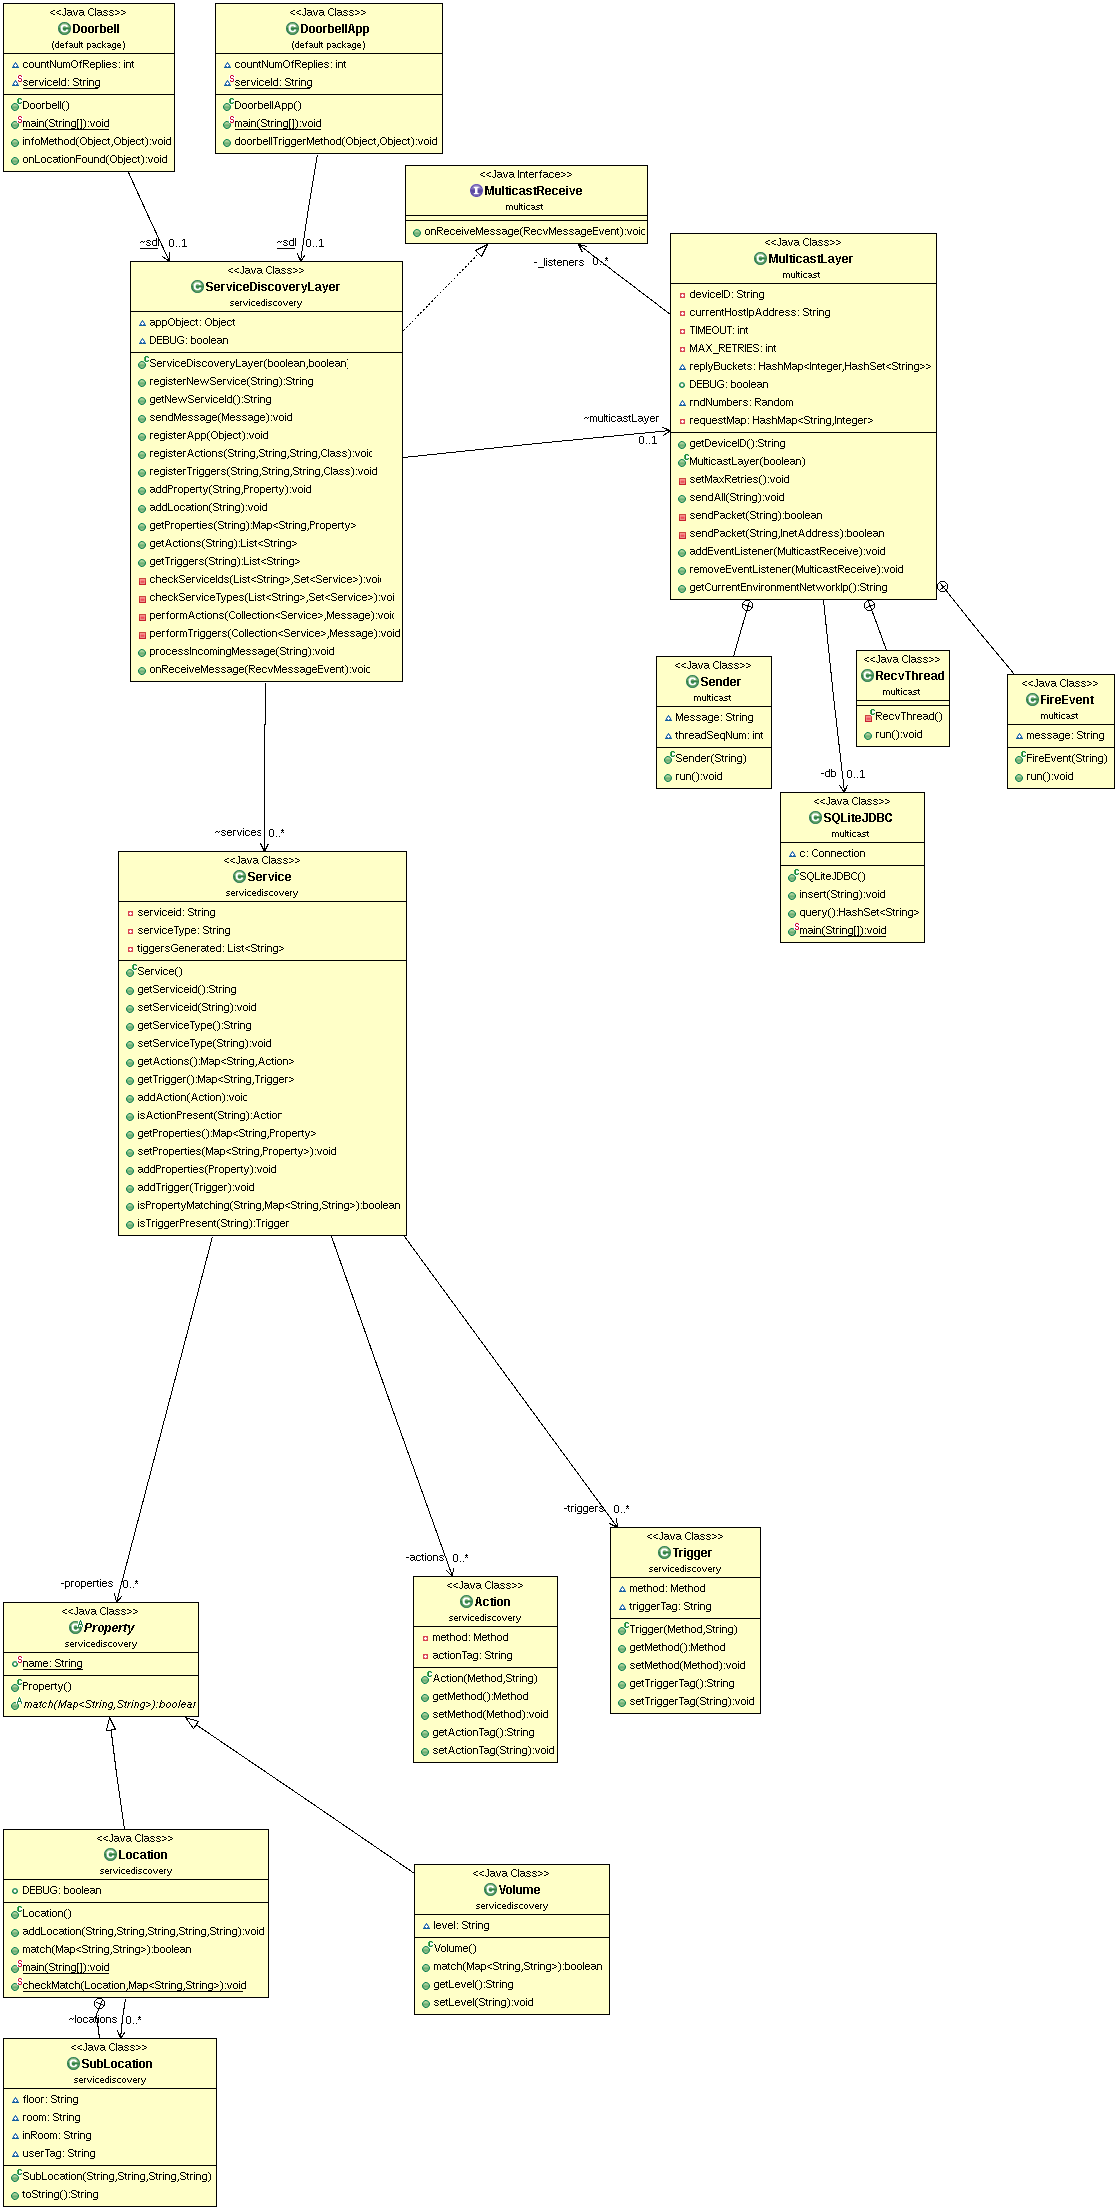 <<Java Class>>
Doorbell
(default package)
countNumOfReplies: int
serviceId: String
Doorbell()
main(String[]):void
infoMethod(Object,Object):void
onLocationFound(Object):void
<<Java Class>>
DoorbellApp
(default package)
countNumOfReplies: int
serviceId: String
DoorbellApp()
main(String[]):void
doorbellTriggerMethod(Object,Object):void
~sdl 0..1
~sdl 0..1
<<Java Interface>>
MulticastReceive
multicast
onReceiveMessage(RecvMessageEvent):void
-_listeners 0..*
<<Java Class>>
ServiceDiscoveryLayer
servicediscovery
appObject: Object
DEBUG: boolean
ServiceDiscoveryLayer(boolean,boolean)
registerNewService(String):String
getNewServiceId():String
sendMessage(Message):void
registerApp(Object):void
registerActions(String,String,String,Class):void
registerTriggers(String,String,String,Class):void
addProperty(String,Property):void
addLocation(String):void
getProperties(String):Map<String,Property>
getActions(String):List<String>
getTriggers(String):List<String>
checkServiceIds(List<String>,Set<Service>):void
checkServiceTypes(List<String>,Set<Service>):void
performActions(Collection<Service>,Message):void
performTriggers(Collection<Service>,Message):void
processIncomingMessage(String):void
onReceiveMessage(RecvMessageEvent):void
~multicastLayer
0..1
<<Java Class>>
MulticastLayer
multicast
deviceID: String
currentHostIpAddress: String
TIMEOUT: int
MAX_RETRIES: int
replyBuckets: HashMap<Integer,HashSet<String>>
DEBUG: boolean
rndNumbers: Random
requestMap: HashMap<String,Integer>
getDeviceID():String
MulticastLayer(boolean)
setMaxRetries():void
sendAll(String):void
sendPacket(String):boolean
sendPacket(String,InetAddress):boolean
addEventListener(MulticastReceive):void
removeEventListener(MulticastReceive):void
getCurrentEnvironmentNetworkIp():String
<<Java Class>>
Sender
multicast
Message: String
threadSeqNum: int
Sender(String)
run():void
<<Java Class>>
RecvThread
multicast
RecvThread()
run():void
<<Java Class>>
FireEvent
multicast
message: String
FireEvent(String)
run():void
-db 0..1
<<Java Class>>
SQLiteJDBC
multicast
c: Connection
SQLiteJDBC()
insert(String):void
query():HashSet<String>
main(String[]):void
~services 0..*
<<Java Class>>
Service
servicediscovery
serviceid: String
serviceType: String
tiggersGenerated: List<String>
Service()
getServiceid():String
setServiceid(String):void
getServiceType():String
setServiceType(String):void
getActions():Map<String,Action>
getTrigger():Map<String,Trigger>
addAction(Action):void
isActionPresent(String):Action
getProperties():Map<String,Property>
setProperties(Map<String,Property>):void
addProperties(Property):void
addTrigger(Trigger):void
isPropertyMatching(String,Map<String,String>):boolean
isTriggerPresent(String):Trigger
-triggers 0..*
<<Java Class>>
Trigger
servicediscovery
method: Method
triggerTag: String
Trigger(Method,String)
getMethod():Method
setMethod(Method):void
getTriggerTag():String
setTriggerTag(String):void
-actions 0..*
<<Java Class>>
Action
servicediscovery
method: Method
actionTag: String
Action(Method,String)
getMethod():Method
setMethod(Method):void
getActionTag():String
setActionTag(String):void
-properties 0..*
<<Java Class>>
Property
servicediscovery
name: String
Property()
match(Map<String,String>):boolean
<<Java Class>>
Location
servicediscovery
DEBUG: boolean
Location()
addLocation(String,String,String,String,String):void
match(Map<String,String>):boolean
main(String[]):void
checkMatch(Location,Map<String,String>):void
<<Java Class>>
Volume
servicediscovery
level: String
Volume()
match(Map<String,String>):boolean
getLevel():String
setLevel(String):void
~locations 0..*
<<Java Class>>
SubLocation
servicediscovery
floor: String
room: String
inRoom: String
userTag: String
SubLocation(String,String,String,String)
toString():String